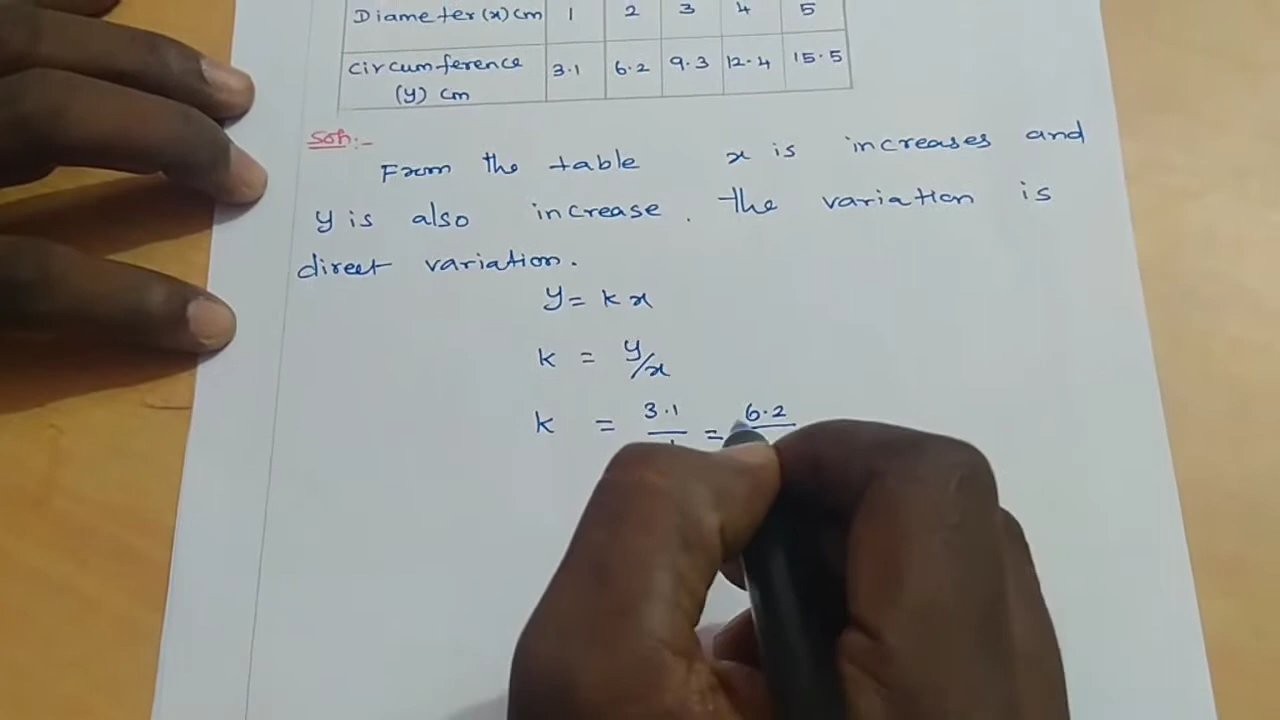 Diameter(x)cm 1 2 3 4 5
Circumference 3.1 6.2 9.3 12.4 15.5
(y) cm
Soln:-
From the table x is increases and
y is also increase. the variation is
direct variation.
y = kx
k = y/x
k = 3.1/1 = 6.2